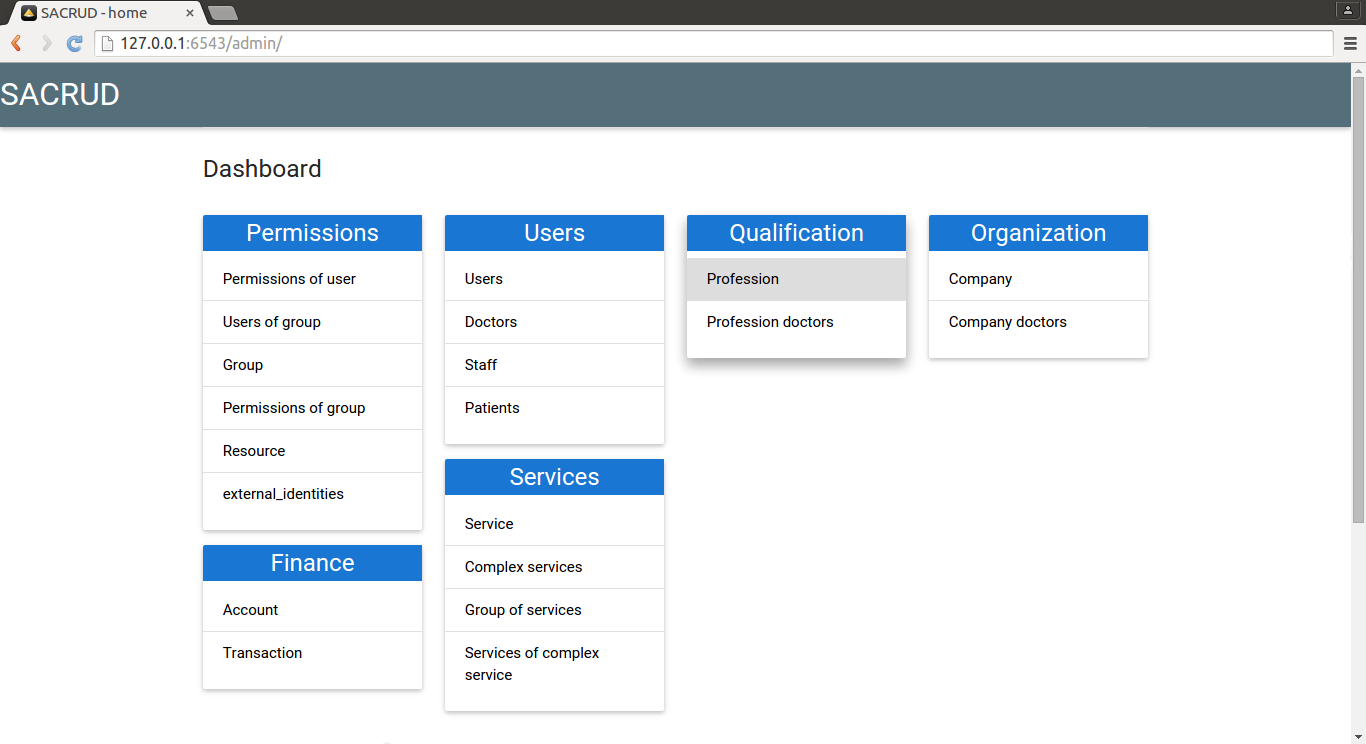 SACRUD - home
127.0.0.1:6543/admin/
SACRUD
Dashboard
Permissions
Permissions of user
Users of group
Group
Permissions of group
Resource
external_identities
Finance
Account
Transaction
Users
Users
Doctors
Staff
Patients
Services
Service
Complex services
Group of services
Services of complex
service
Qualification
Profession
Profession doctors
Organization
Company
Company doctors